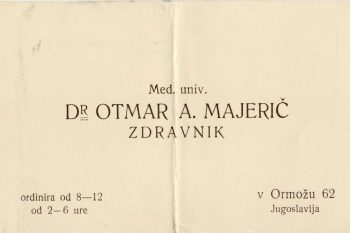 Med. univ.
DR OTMAR A. MAJERIČ
ZDRAVNIK
ordinira od 8—12
od 2—6 ure
v Ormožu 62
Jugoslavija